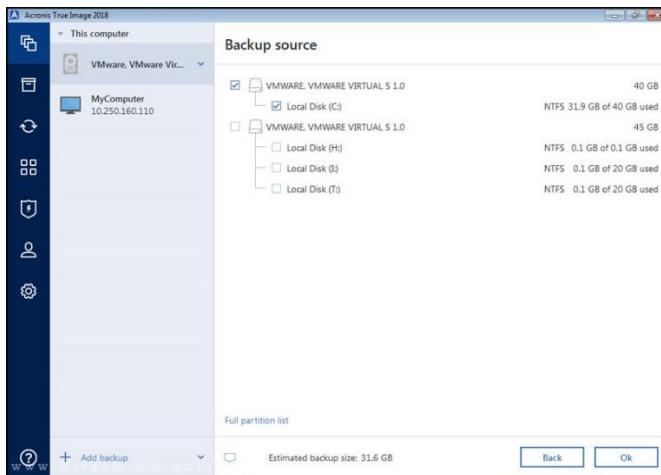 Acronis True Image 2018
This computer
VMware, VMware Vir...
MyComputer
10.250.160.110
Add backup
Backup source
VMWARE, VMWARE VIRTUAL S 1.0 40 GB
Local Disk (C:) NTFS 31.9 GB of 40 GB used
VMWARE, VMWARE VIRTUAL S 1.0 45 GB
Local Disk (H:) NTFS 0.1 GB of 0.1 GB used
Local Disk (I:) NTFS 0.1 GB of 20 GB used
Local Disk (T:) NTFS 0.1 GB of 20 GB used
Full partition list
Estimated backup size: 31.6 GB
Back
Ok